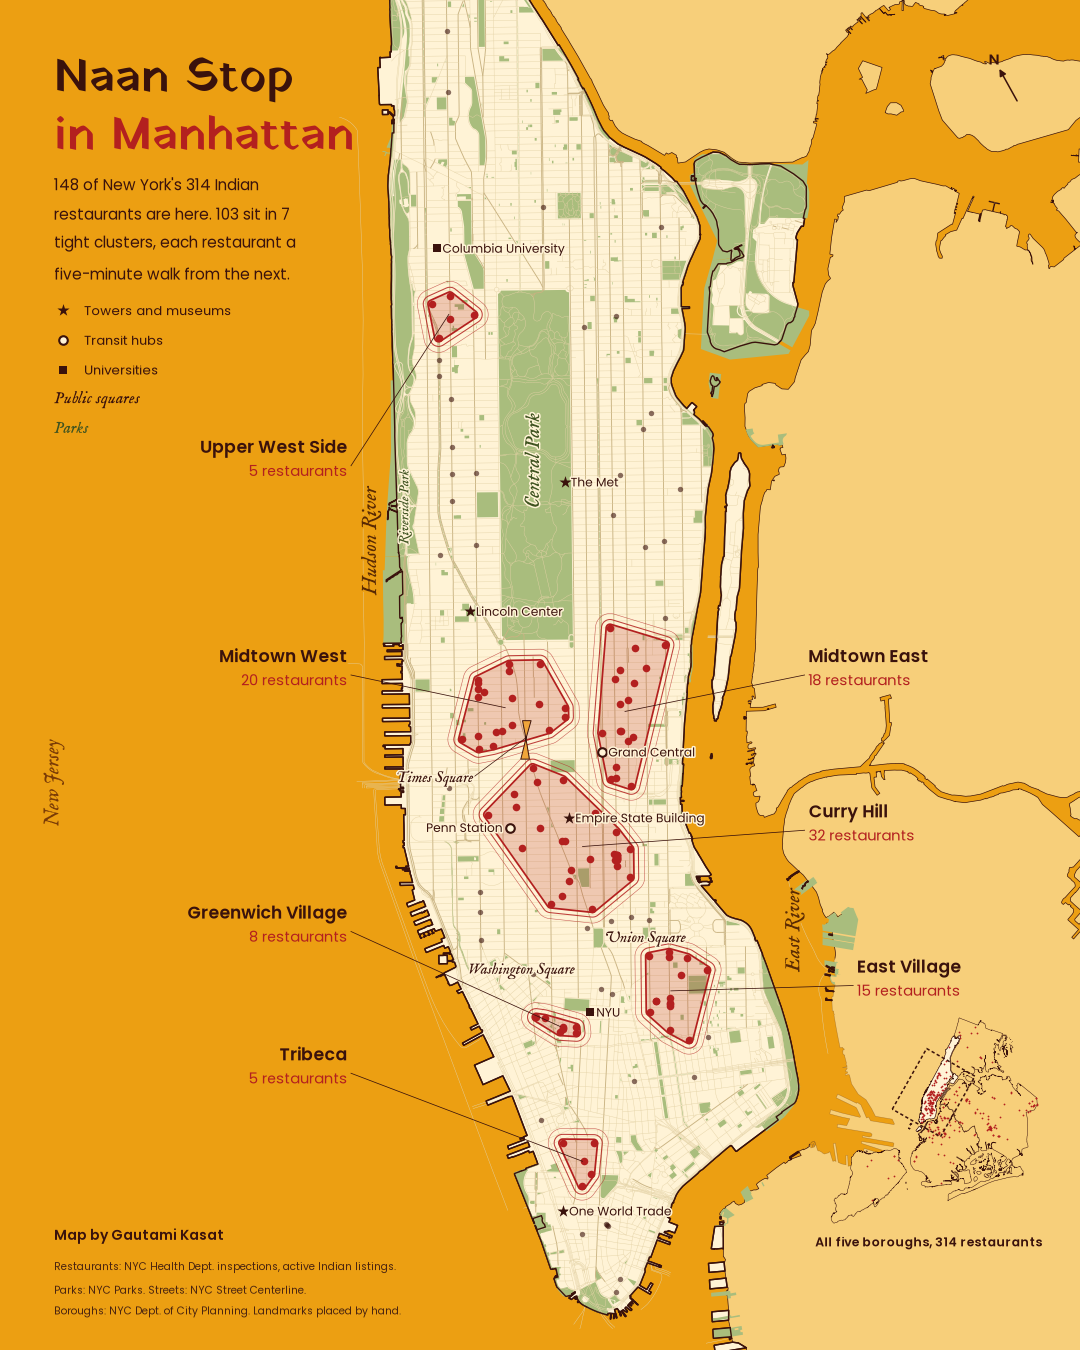 Naan Stop
in Manhattan
148 of New York's 314 Indian
restaurants are here. 103 sit in 7
tight clusters, each restaurant a
five-minute walk from the next.
Towers and museums
Transit hubs
Universities
Public squares
Parks
N
Columbia University
Upper West Side
5 restaurants
Central Park
The Met
Riverside Park
Hudson River
Lincoln Center
Midtown West
20 restaurants
Midtown East
18 restaurants
New Jersey
Grand Central
Times Square
Curry Hill
32 restaurants
Empire State Building
Penn Station
Greenwich Village
8 restaurants
East River
Union Square
Washington Square
East Village
15 restaurants
NYU
Tribeca
5 restaurants
One World Trade
All five boroughs, 314 restaurants
Map by Gautami Kasat
Restaurants: NYC Health Dept. inspections, active Indian listings.
Parks: NYC Parks. Streets: NYC Street Centerline.
Boroughs: NYC Dept. of City Planning. Landmarks placed by hand.